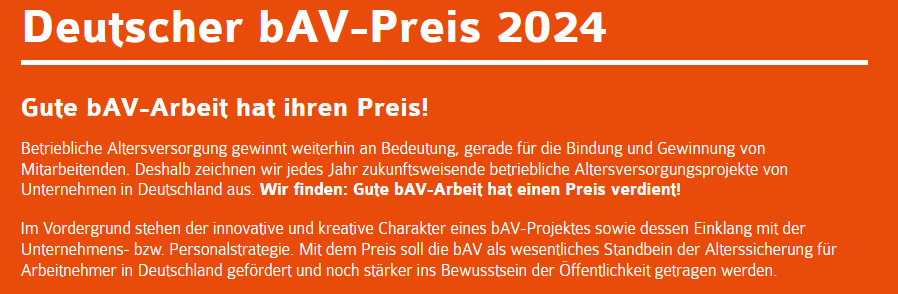 Deutscher bAV-Preis 2024
Gute bAV-Arbeit hat ihren Preis!
Betriebliche Altersversorgung gewinnt weiterhin an Bedeutung, gerade für die Bindung und Gewinnung von
Mitarbeitenden. Deshalb zeichnen wir jedes Jahr zukunftsweisende betriebliche Altersversorgungsprojekte von
Unternehmen in Deutschland aus. Wir finden: Gute bAV-Arbeit hat einen Preis verdient!
Im Vordergrund stehen der innovative und kreative Charakter eines bAV-Projektes sowie dessen Einklang mit der
Unternehmens- bzw. Personalstrategie. Mit dem Preis soll die bAV als wesentliches Standbein der Alterssicherung für
Arbeitnehmer in Deutschland gefördert und noch stärker ins Bewusstsein der Öffentlichkeit getragen werden.